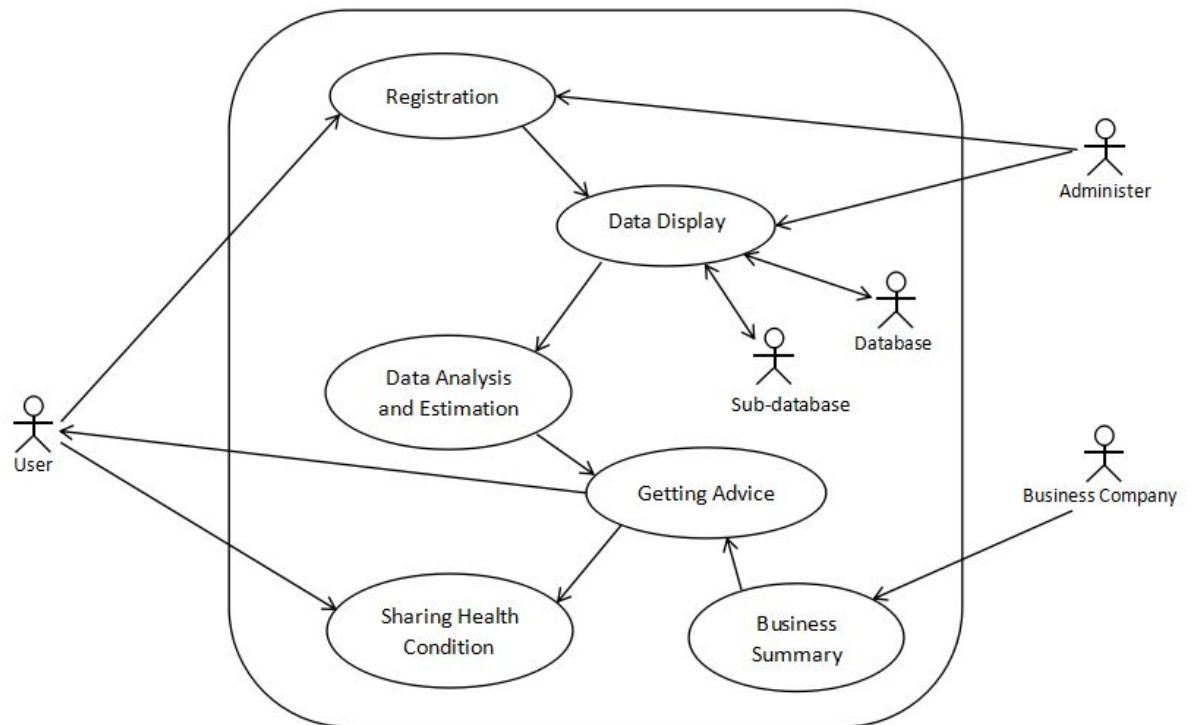 Registration
Administer
Data Display
Database
Data Analysis
and Estimation
Sub-database
User
Getting Advice
Business Company
Sharing Health
Condition
Business
Summary